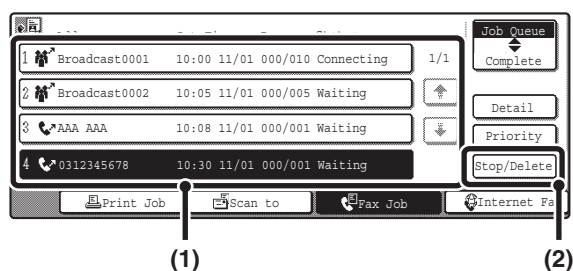 Job Queue
1 Broadcast0001 10:00 11/01 000/010 Connecting 1/1 Complete
2 Broadcast0002 10:05 11/01 000/005 Waiting
Detail
3 AAA AAA 10:08 11/01 000/001 Waiting
Priority
4 0312345678 10:30 11/01 000/001 Waiting Stop/Delete
Print Job Scan to Fax Job Internet Fa
(1) (2)